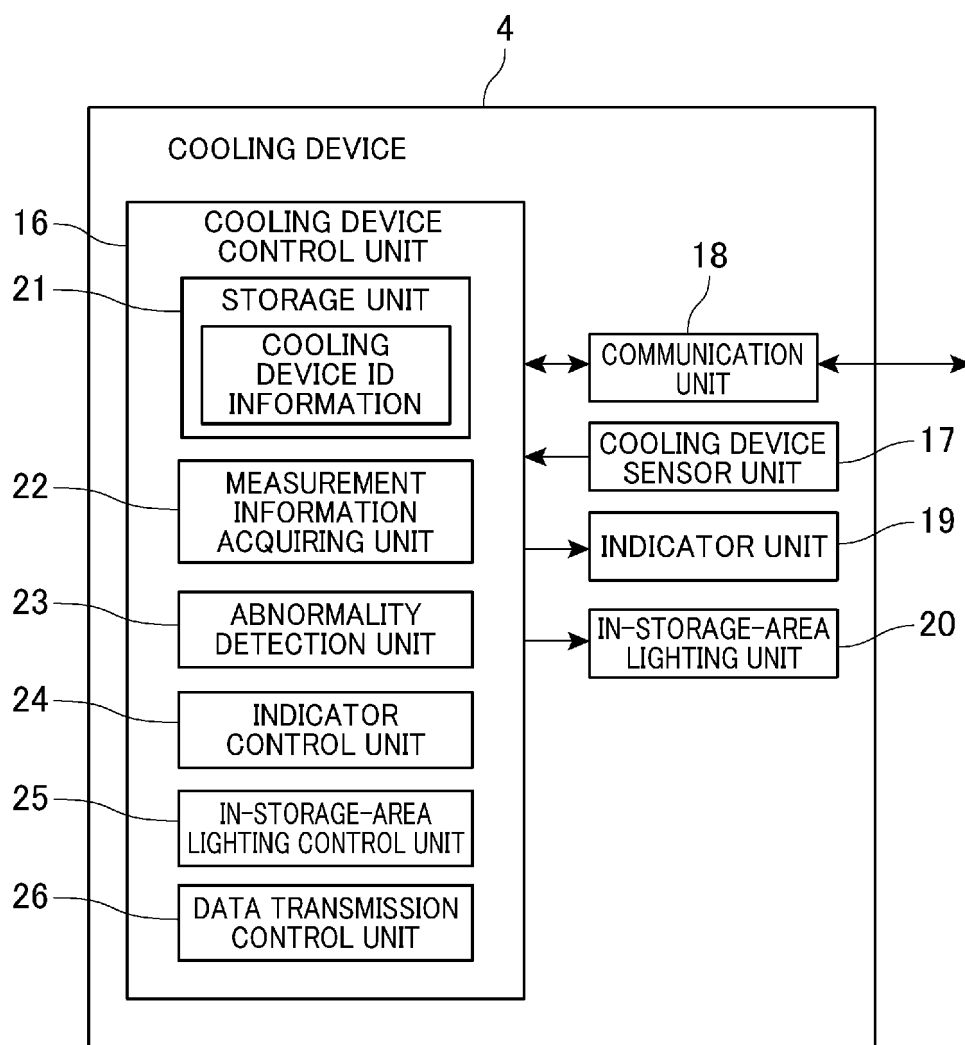 4
COOLING DEVICE
16
COOLING DEVICE
CONTROL UNIT
21
STORAGE UNIT
COOLING
DEVICE ID
INFORMATION
22
MEASUREMENT
INFORMATION
ACQUIRING UNIT
23
ABNORMALITY
DETECTION UNIT
24
INDICATOR
CONTROL UNIT
25
IN-STORAGE-AREA
LIGHTING CONTROL UNIT
26
DATA TRANSMISSION
CONTROL UNIT
18
COMMUNICATION
UNIT
COOLING DEVICE
SENSOR UNIT
17
INDICATOR UNIT
19
IN-STORAGE-AREA
LIGHTING UNIT
20